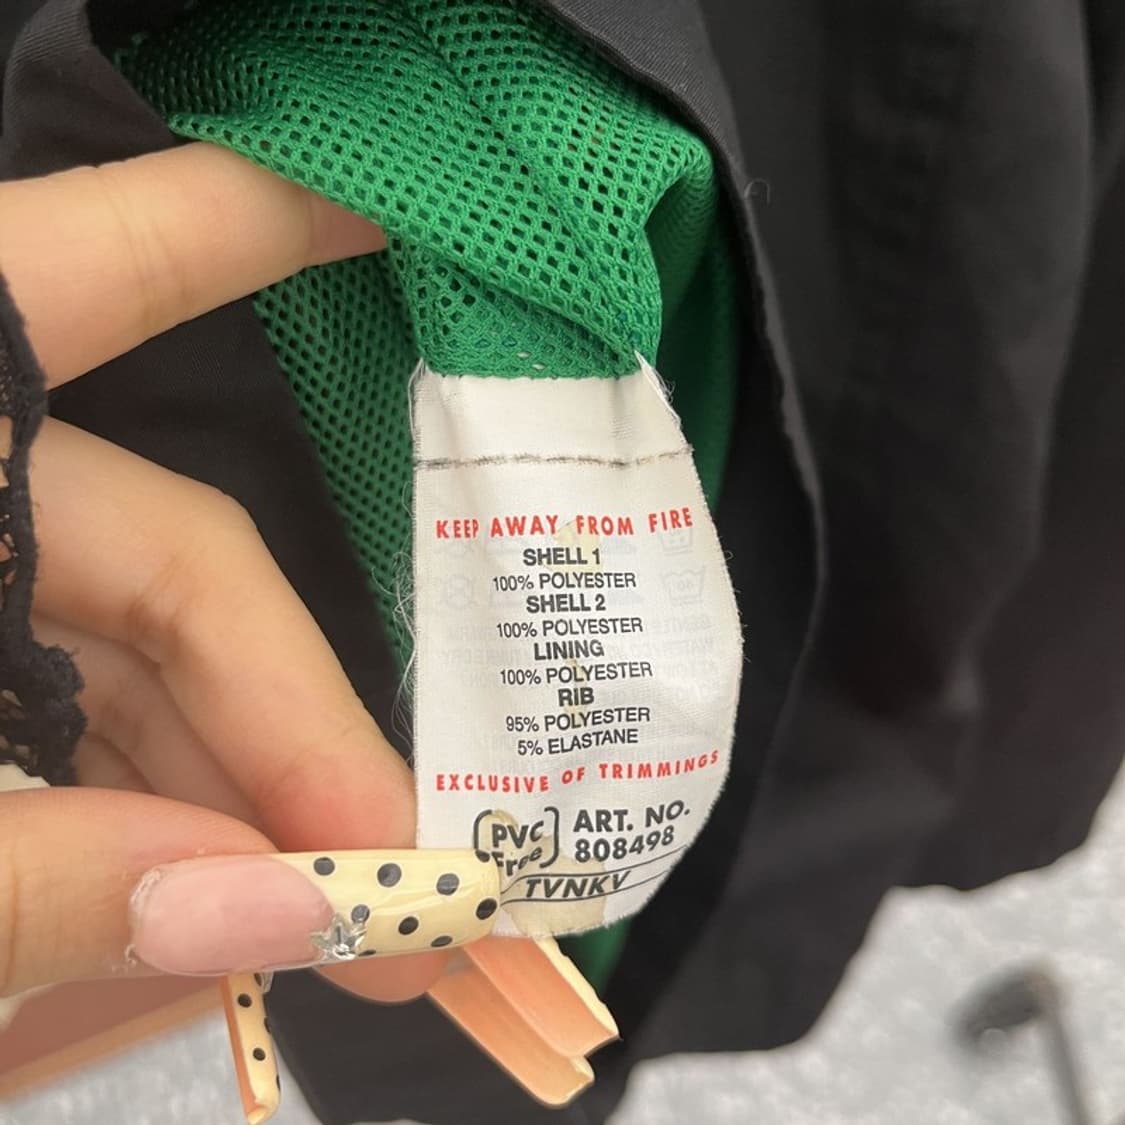 KEEP AWAY FROM FIRE
SHELL 1
100% POLYESTER
SHELL 2
100% POLYESTER
LINING
100% POLYESTER
RIB
95% POLYESTER
5% ELASTANE
EXCLUSIVE OF TRIMMINGS
PVC Free
ART. NO.
808498
TVNKV